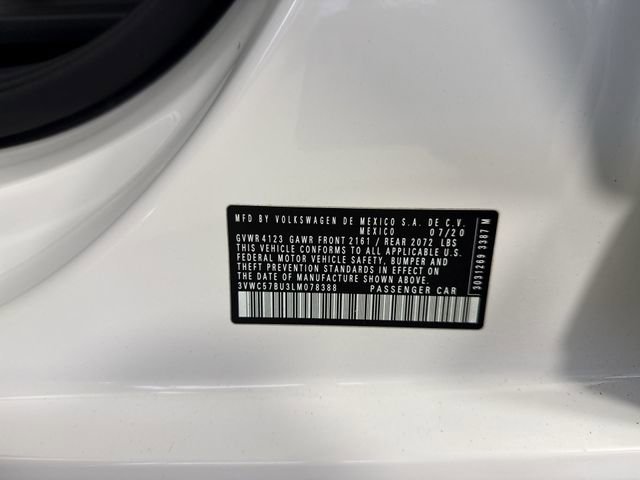 MFD BY VOLKSWAGEN DE MEXICO S.A. DE C.V.
MEXICO 07/20
GVWR 4123 GAWR FRONT 2161 / REAR 2072 LBS
THIS VEHICLE CONFORMS TO ALL APPLICABLE U.S.
FEDERAL MOTOR VEHICLE SAFETY, BUMPER AND
THEFT PREVENTION STANDARDS IN EFFECT ON THE
DATE OF MANUFACTURE SHOWN ABOVE.
3VWC57BU3LM078388 PASSENGER CAR
3031269 3387 M